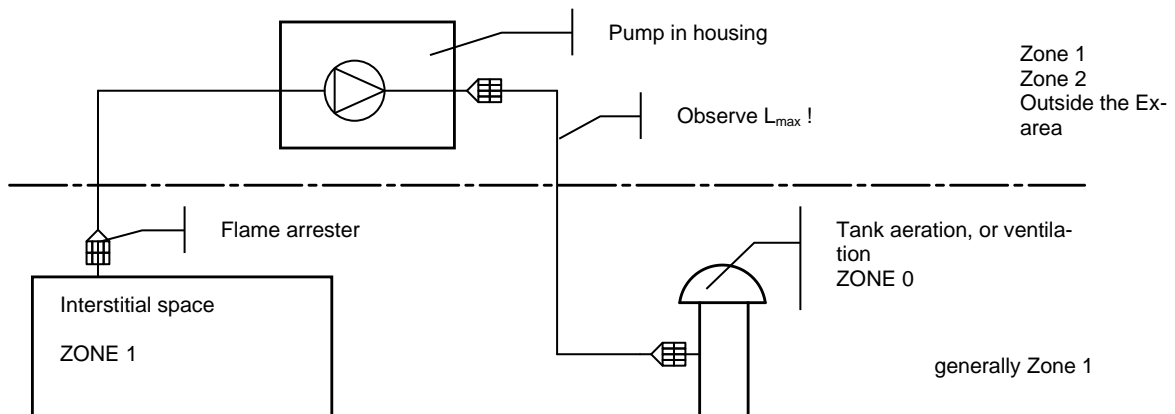 Pump in housing
Zone 1
Zone 2
Outside the Ex-
area
Observe Lmax !
Flame arrester
Tank aeration, or ventila-
tion
ZONE 0
Interstitial space
ZONE 1
generally Zone 1